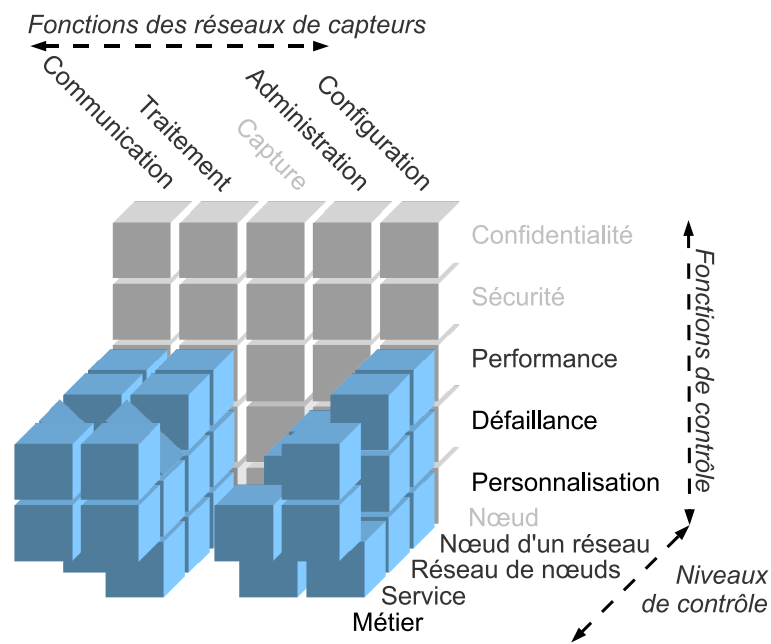 Fonctions des réseaux de capteurs
Communication
Traitement
Capture
Administration
Configuration
Confidentialité
Sécurité
Performance
Défaillance
Personnalisation
Fonctions de contrôle
Nœud
Nœud d'un réseau
Réseau de nœuds
Service
Métier
Niveaux
de contrôle